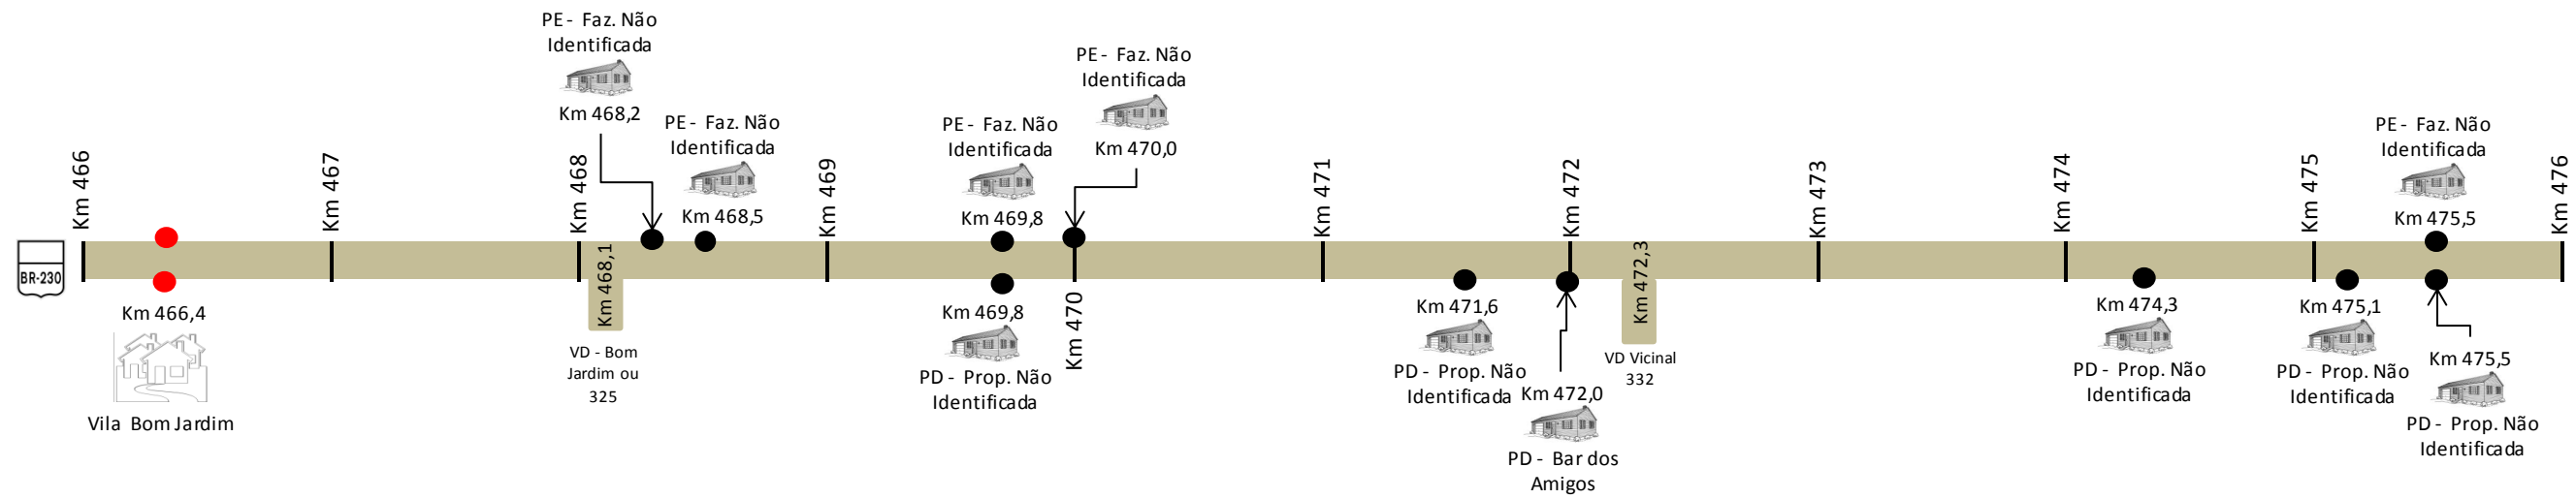 PE - Faz. Não
Identificada
Km 468,2
PE - Faz. Não
Identificada
Km 468,5
PE - Faz. Não
Identificada
Km 469,8
PE - Faz. Não
Identificada
Km 470,0
PE - Faz. Não
Identificada
Km 475,5
Km 466
Km 467
Km 468
Km 469
Km 471
Km 472
Km 473
Km 474
Km 475
Km 476
BR-230
Km 468,1
Km 472,3
Km 470
Km 466,4
Vila Bom Jardim
VD - Bom
Jardim ou
325
Km 469,8
PD - Prop. Não
Identificada
Km 471,6
PD - Prop. Não
Identificada
Km 472,0
PD - Bar dos
Amigos
VD Vicinal
332
Km 474,3
PD - Prop. Não
Identificada
Km 475,1
PD - Prop. Não
Identificada
Km 475,5
PD - Prop. Não
Identificada